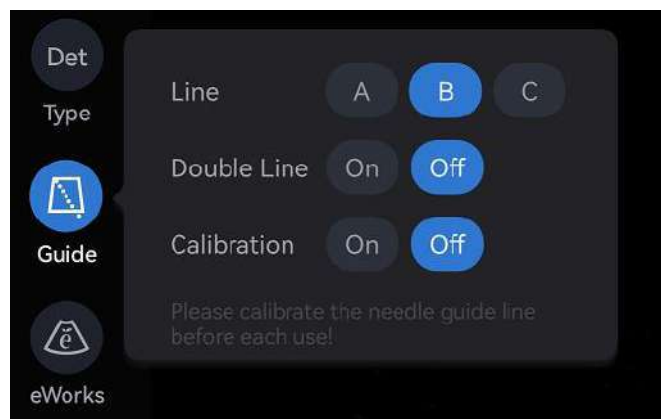 Det
Type
Line A B C
Double Line On Off
Guide
Calibration On Off
Please calibrate the needle guide line
before each use!
ě
eWorks